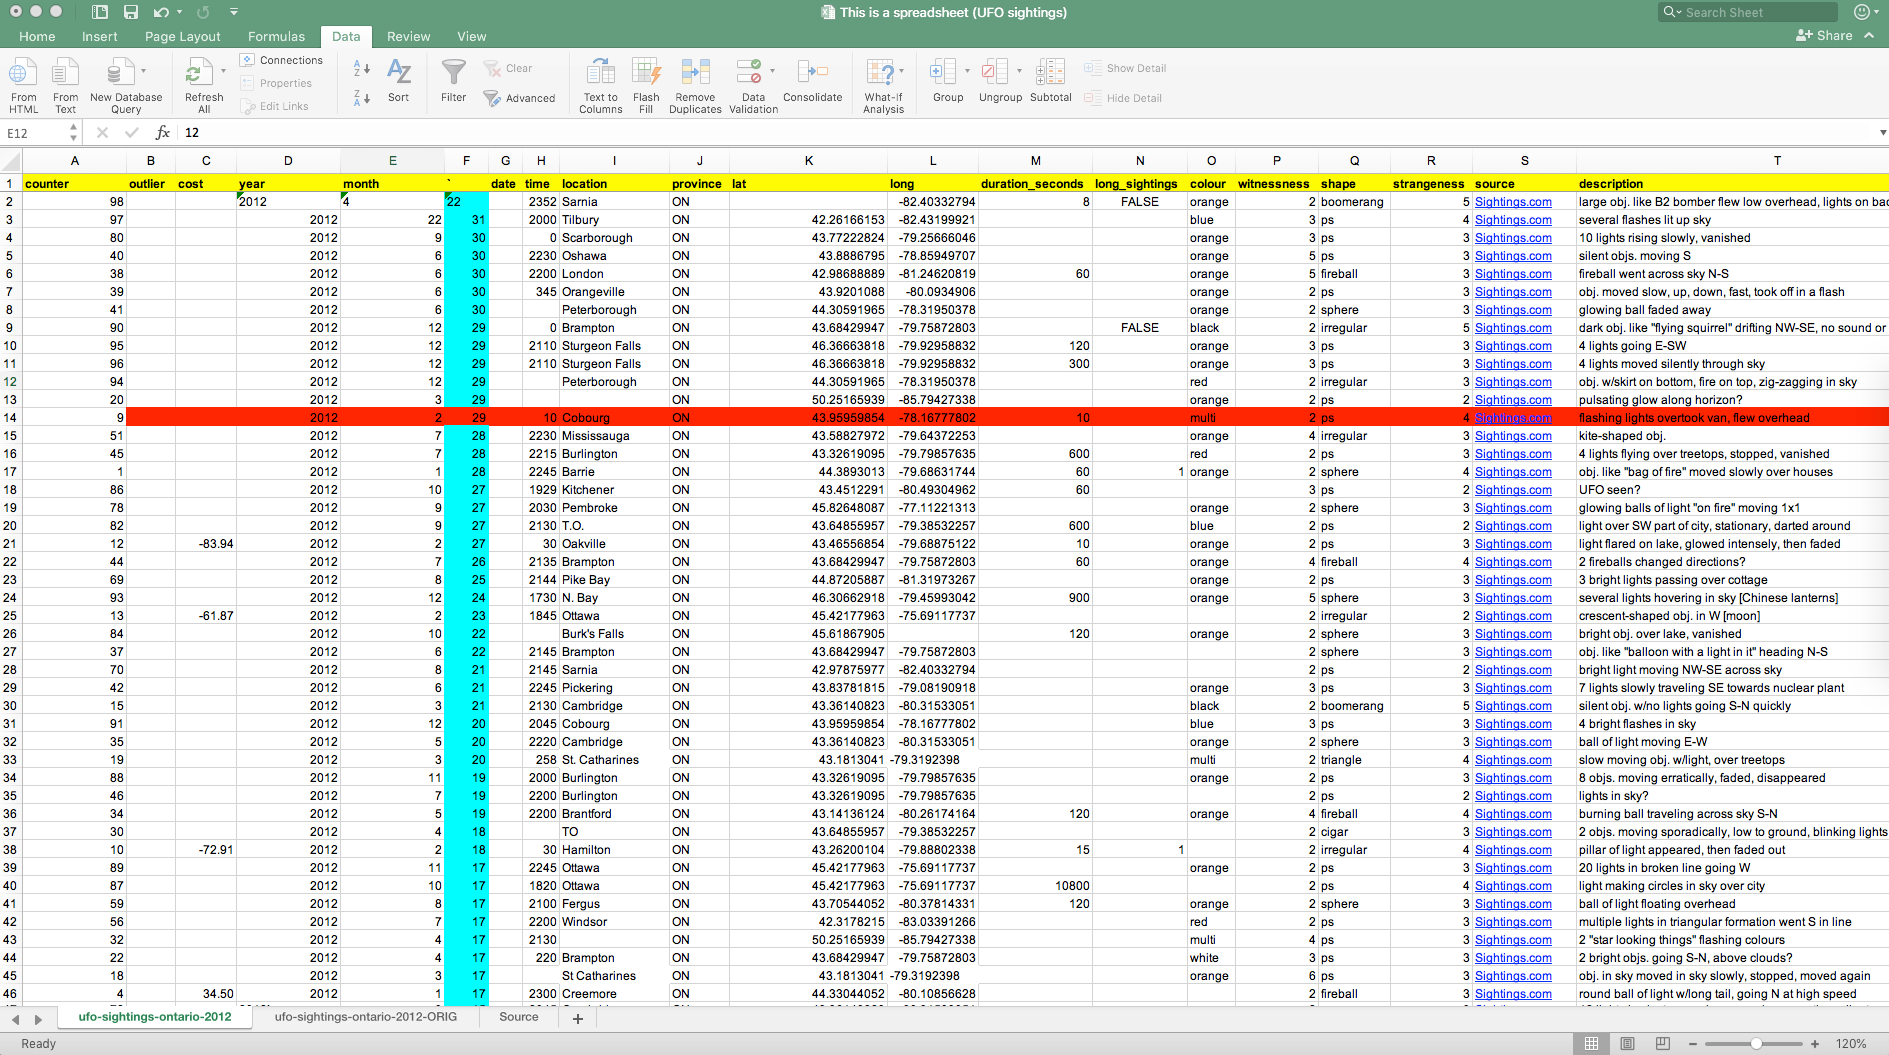 This is a spreadsheet (UFO sightings)
Search Sheet
Home Insert Page Layout Formulas Data Review View
Share
From HTML
From Text
New Database Query
Refresh All
Connections
Properties
Edit Links
Sort
Filter
Clear
Advanced
Text to Columns
Flash Fill
Remove Duplicates
Data Validation
Consolidate
What-If Analysis
Group
Ungroup
Subtotal
Show Detail
Hide Detail
E12 fx 12
A B C D E F G H I J K L M N O P Q R S T
1 counter outlier cost year month ` date time location province lat long duration_seconds long_sightings colour witnessness shape strangeness source description
2 98 2012 4 22 2352 Sarnia ON -82.40332794 8 FALSE orange 2 boomerang 5 Sightings.com large obj. like B2 bomber flew low overhead, lights on
3 97 2012 22 31 2000 Tilbury ON 42.26166153 -82.43199921 blue 3 ps 4 Sightings.com several flashes lit up sky
4 80 2012 9 30 0 Scarborough ON 43.77222824 -79.25666046 orange 3 ps 3 Sightings.com 10 lights rising slowly, vanished
5 40 2012 6 30 2230 Oshawa ON 43.8886795 -78.85949707 orange 5 ps 3 Sightings.com silent objs. moving S
6 38 2012 6 30 2200 London ON 42.98688889 -81.24620819 60 orange 5 fireball 3 Sightings.com fireball went across sky N-S
7 39 2012 6 30 345 Orangeville ON 43.9201088 -80.0934906 orange 2 ps 3 Sightings.com obj. moved slow, up, down, fast, took off in a flash
8 41 2012 6 30 Peterborough ON 44.30591965 -78.31950378 orange 2 sphere 3 Sightings.com glowing ball faded away
9 90 2012 12 29 0 Brampton ON 43.68429947 -79.75872803 FALSE black 2 irregular 5 Sightings.com dark obj. like "flying squirrel" drifting NW-SE, no sound or
10 95 2012 12 29 2110 Sturgeon Falls ON 46.36663818 -79.92958832 120 orange 3 ps 3 Sightings.com 4 lights going E-SW
11 96 2012 12 29 2110 Sturgeon Falls ON 46.36663818 -79.92958832 300 orange 3 ps 3 Sightings.com 4 lights moved silently through sky
12 94 2012 12 29 Peterborough ON 44.30591965 -78.31950378 red 2 irregular 3 Sightings.com obj. w/skirt on bottom, fire on top, zig-zagging in sky
13 20 2012 3 29 ON 50.25165939 -85.79427338 orange 2 ps 2 Sightings.com pulsating glow along horizon?
14 9 2012 2 29 10 Cobourg ON 43.95959854 -78.16777802 10 multi 2 ps 4 Sightings.com flashing lights overtook van, flew overhead
15 51 2012 7 28 2230 Mississauga ON 43.58827972 -79.64372253 orange 4 irregular 3 Sightings.com kite-shaped obj.
16 45 2012 7 28 2215 Burlington ON 43.32619095 -79.79857635 600 red 2 ps 3 Sightings.com 4 lights flying over treetops, stopped, vanished
17 1 2012 1 28 2245 Barrie ON 44.3893013 -79.68631744 60 1 orange 2 sphere 4 Sightings.com obj. like "bag of fire" moved slowly over houses
18 86 2012 10 27 1929 Kitchener ON 43.4512291 -80.49304962 60 3 ps 2 Sightings.com UFO seen?
19 78 2012 9 27 2030 Pembroke ON 45.82648087 -77.11221313 orange 2 sphere 3 Sightings.com glowing balls of light "on fire" moving 1x1
20 82 2012 9 27 2130 T.O. ON 43.64855957 -79.38532257 600 blue 2 ps 2 Sightings.com light over SW part of city, stationary, darted around
21 12 -83.94 2012 2 27 30 Oakville ON 43.46556854 -79.68875122 10 orange 2 ps 3 Sightings.com light flared on lake, glowed intensely, then faded
22 44 2012 7 26 2135 Brampton ON 43.68429947 -79.75872803 60 orange 4 fireball 4 Sightings.com 2 fireballs changed directions?
23 69 2012 8 25 2144 Pike Bay ON 44.87205887 -81.31973267 orange 2 ps 3 Sightings.com 3 bright lights passing over cottage
24 93 2012 12 24 1730 N. Bay ON 46.30662918 -79.45993042 900 orange 5 sphere 3 Sightings.com several lights hovering in sky [Chinese lanterns]
25 13 -61.87 2012 2 23 1845 Ottawa ON 45.42177963 -75.69117737 2 irregular 2 Sightings.com crescent-shaped obj. in W [moon]
26 84 2012 10 22 Burk's Falls ON 45.61867905 120 orange 2 sphere 3 Sightings.com bright obj. over lake, vanished
27 37 2012 6 22 2145 Brampton ON 43.68429947 -79.75872803 2 sphere 3 Sightings.com obj. like "balloon with a light in it" heading N-S
28 70 2012 8 21 2145 Sarnia ON 42.97875977 -82.40332794 2 ps 2 Sightings.com bright light moving NW-SE across sky
29 42 2012 6 21 2245 Pickering ON 43.83781815 -79.08190918 orange 3 ps 3 Sightings.com 7 lights slowly traveling SE towards nuclear plant
30 15 2012 3 21 2130 Cambridge ON 43.36140823 -80.31533051 black 2 boomerang 5 Sightings.com silent obj. w/no lights going S-N quickly
31 91 2012 12 20 2045 Cobourg ON 43.95959854 -78.16777802 blue 3 ps 3 Sightings.com 4 bright flashes in sky
32 35 2012 5 20 2220 Cambridge ON 43.36140823 -80.31533051 orange 2 sphere 3 Sightings.com ball of light moving E-W
33 19 2012 3 20 258 St. Catharines ON 43.1813041 -79.3192398 multi 2 triangle 4 Sightings.com slow moving obj. w/light, over treetops
34 88 2012 11 19 2000 Burlington ON 43.32619095 -79.79857635 orange 2 ps 3 Sightings.com 8 objs. moving erratically, faded, disappeared
35 46 2012 7 19 2200 Burlington ON 43.32619095 -79.79857635 2 ps 2 Sightings.com lights in sky?
36 34 2012 5 19 2200 Brantford ON 43.14136124 -80.26174164 120 orange 4 fireball 4 Sightings.com burning ball traveling across sky S-N
37 30 2012 4 18 TO ON 43.64855957 -79.38532257 2 cigar 3 Sightings.com 2 objs. moving sporadically, low to ground, blinking lights
38 10 -72.91 2012 2 18 30 Hamilton ON 43.26200104 -79.88802338 15 1 2 irregular 4 Sightings.com pillar of light appeared, then faded out
39 89 2012 11 17 2245 Ottawa ON 45.42177963 -75.69117737 orange 2 ps 3 Sightings.com 20 lights in broken line going W
40 87 2012 10 17 1820 Ottawa ON 45.42177963 -75.69117737 10800 2 ps 4 Sightings.com light making circles in sky over city
41 59 2012 8 17 2100 Fergus ON 43.70544052 -80.37814331 120 orange 2 sphere 3 Sightings.com ball of light floating overhead
42 56 2012 7 17 2200 Windsor ON 42.3178215 -83.03391266 red 2 ps 3 Sightings.com multiple lights in triangular formation went S in line
43 32 2012 4 17 2130 ON 50.25165939 -85.79427338 multi 4 ps 3 Sightings.com 2 "star looking things" flashing colours
44 22 2012 4 17 220 Brampton ON 43.68429947 -79.75872803 white 3 ps 3 Sightings.com 2 bright objs. going S-N, above clouds?
45 18 2012 3 17 St Catharines ON 43.1813041 -79.3192398 orange 6 ps 3 Sightings.com obj. in sky moved in sky slowly, stopped, moved again
46 4 34.50 2012 1 17 2300 Creemore ON 44.33044052 -80.10856628 2 fireball 3 Sightings.com round ball of light w/long tail, going N at high speed
ufo-sightings-ontario-2012 ufo-sightings-ontario-2012-ORIG Source +
Ready
120%